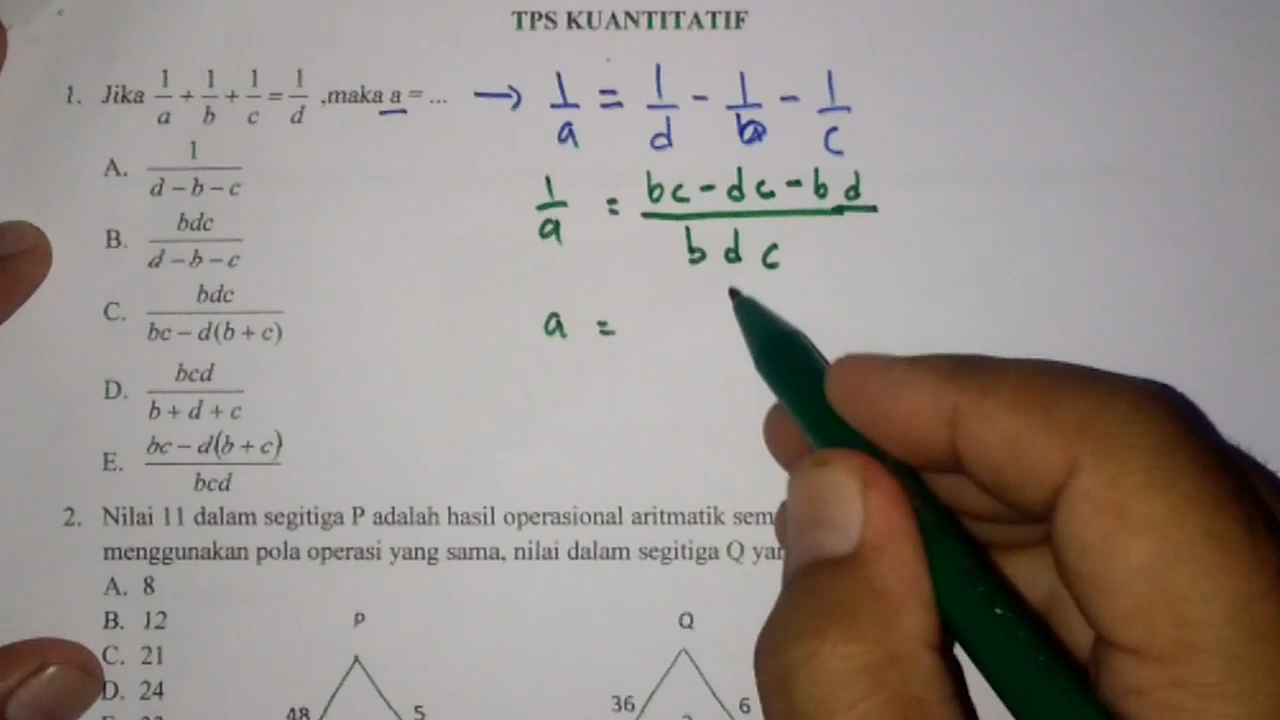 TPS KUANTITATIF
1. Jika 1/a + 1/b + 1/c = 1/d ,maka a = ... → 1/a = 1/d - 1/b - 1/c
A. 1/(d - b - c)
1/a = (bc - dc - bd)/(bdc)
B. bdc/(d - b - c)
C. bdc/(bc - d(b + c))
a =
D. bcd/(b + d + c)
E. (bc - d(b + c))/bcd
2. Nilai 11 dalam segitiga P adalah hasil operasional aritmatik
menggunakan pola operasi yang sama, nilai dalam segitiga Q
A. 8
B. 12
P Q
C. 21
D. 24
48 5 36 6